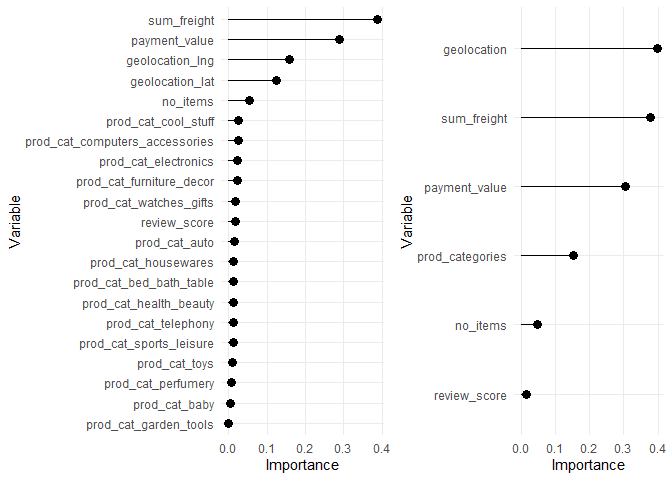 Variable
sum_freight
payment_value
geolocation_lng
geolocation_lat
no_items
prod_cat_cool_stuff
prod_cat_computers_accessories
prod_cat_electronics
prod_cat_furniture_decor
prod_cat_watches_gifts
review_score
prod_cat_auto
prod_cat_housewares
prod_cat_bed_bath_table
prod_cat_health_beauty
prod_cat_telephony
prod_cat_sports_leisure
prod_cat_toys
prod_cat_perfumery
prod_cat_baby
prod_cat_garden_tools
0.0 0.1 0.2 0.3 0.4
Importance
Variable
geolocation
sum_freight
payment_value
prod_categories
no_items
review_score
0.0 0.1 0.2 0.3 0.4
Importance